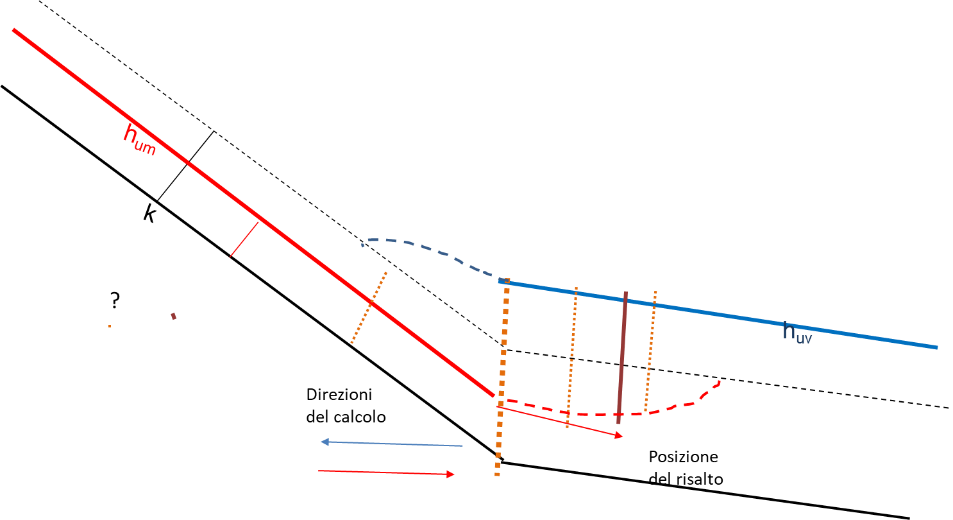 h_um
k
?
h_uv
Direzioni
del calcolo
Posizione
del risalto